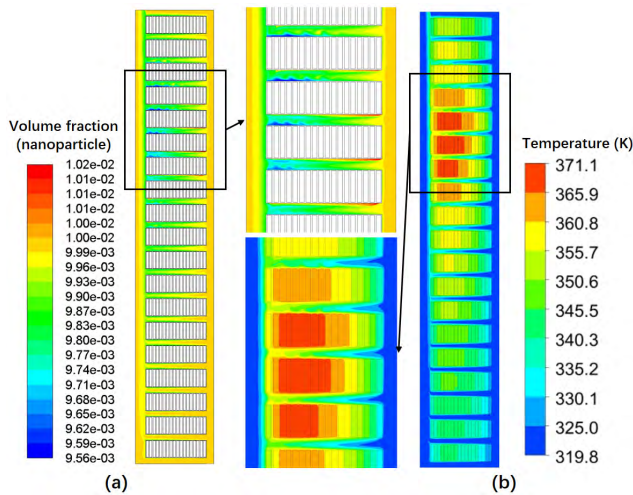 Volume fraction
(nanoparticle)
1.02e-02
1.01e-02
1.01e-02
1.00e-02
1.00e-02
9.99e-03
9.96e-03
9.93e-03
9.90e-03
9.87e-03
9.83e-03
9.80e-03
9.77e-03
9.74e-03
9.71e-03
9.68e-03
9.65e-03
9.62e-03
9.59e-03
9.56e-03
(a)
Temperature (K)
371.1
365.9
360.8
355.7
350.6
345.5
340.3
335.2
330.1
325.0
319.8
(b)